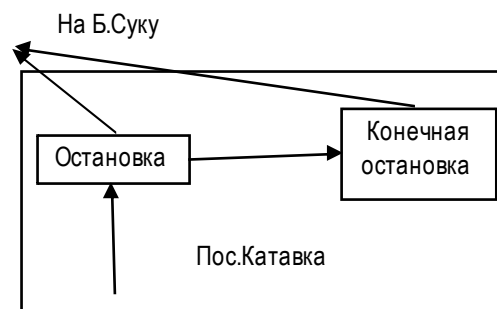 На Б.Суку
Остановка
Конечная
остановка
Пос.Катавка